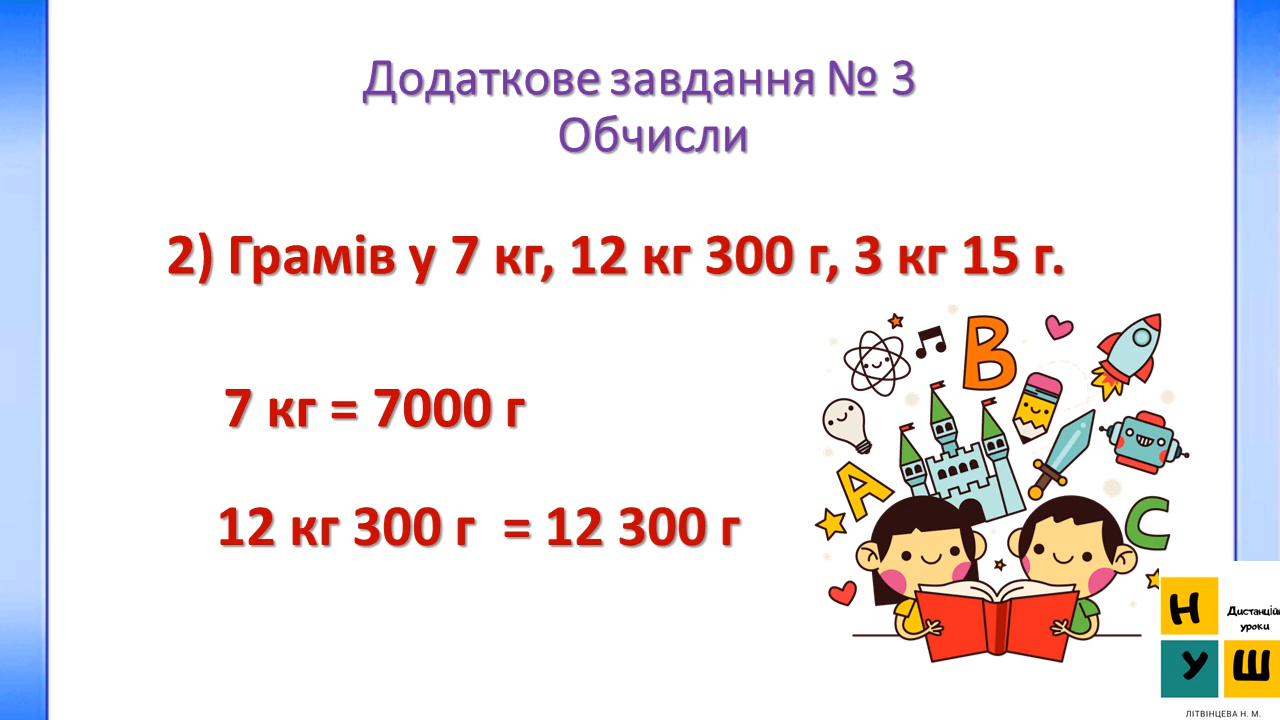 Додаткове завдання № 3
Обчисли
2) Грамів у 7 кг, 12 кг 300 г, 3 кг 15 г.
7 кг = 7000 г
12 кг 300 г = 12 300 г
B
A
C
Н
уроки
У Ш
ЛІТВІНЦЕВА Н. М.